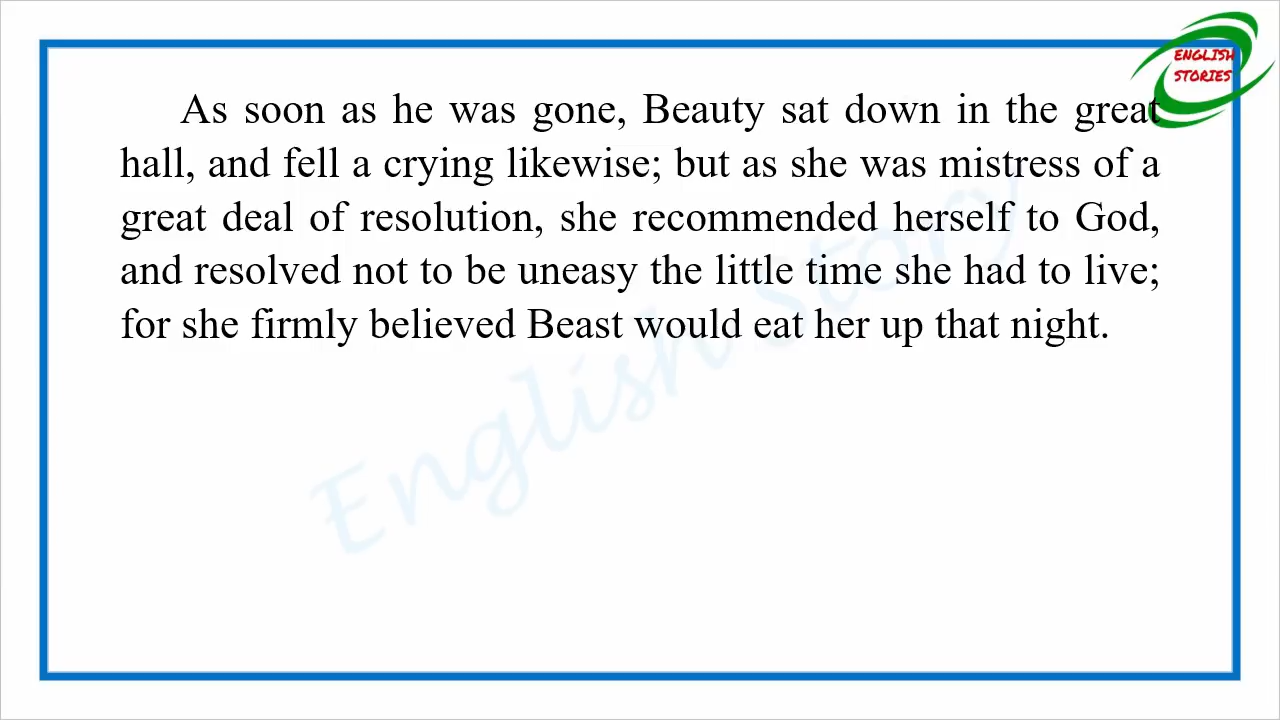 ENGLISH
STORIES
As soon as he was gone, Beauty sat down in the great
hall, and fell a crying likewise; but as she was mistress of a
great deal of resolution, she recommended herself to God,
and resolved not to be uneasy the little time she had to live;
for she firmly believed Beast would eat her up that night.
English Story